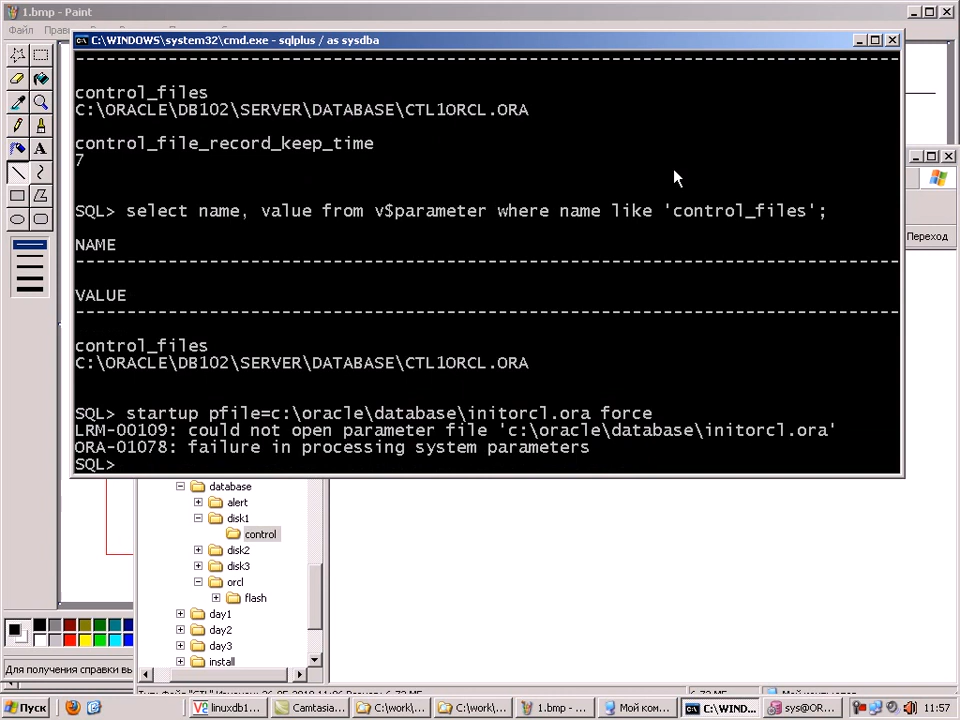 1.bmp - Paint
Файл
C:\WINDOWS\system32\cmd.exe - sqlplus / as sysdba
--------------------------------------------------------------------------------
control_files
C:\ORACLE\DB102\SERVER\DATABASE\CTL1ORCL.ORA
control_file_record_keep_time
7
SQL> select name, value from v$parameter where name like 'control_files';
NAME
--------------------------------------------------------------------------------
VALUE
--------------------------------------------------------------------------------
control_files
C:\ORACLE\DB102\SERVER\DATABASE\CTL1ORCL.ORA
SQL> startup pfile=c:\oracle\database\initorcl.ora force
LRM-00109: could not open parameter file 'c:\oracle\database\initorcl.ora'
ORA-01078: failure in processing system parameters
SQL>
Переход
database
alert
disk1
control
disk2
disk3
orcl
flash
day1
day2
day3
install
Для получения справки вы
Пуск
linuxdb1...
Camtasia...
C:\work\...
C:\work\...
1.bmp - ...
Мой ком...
C:\WIND...
sys@OR...
11:57